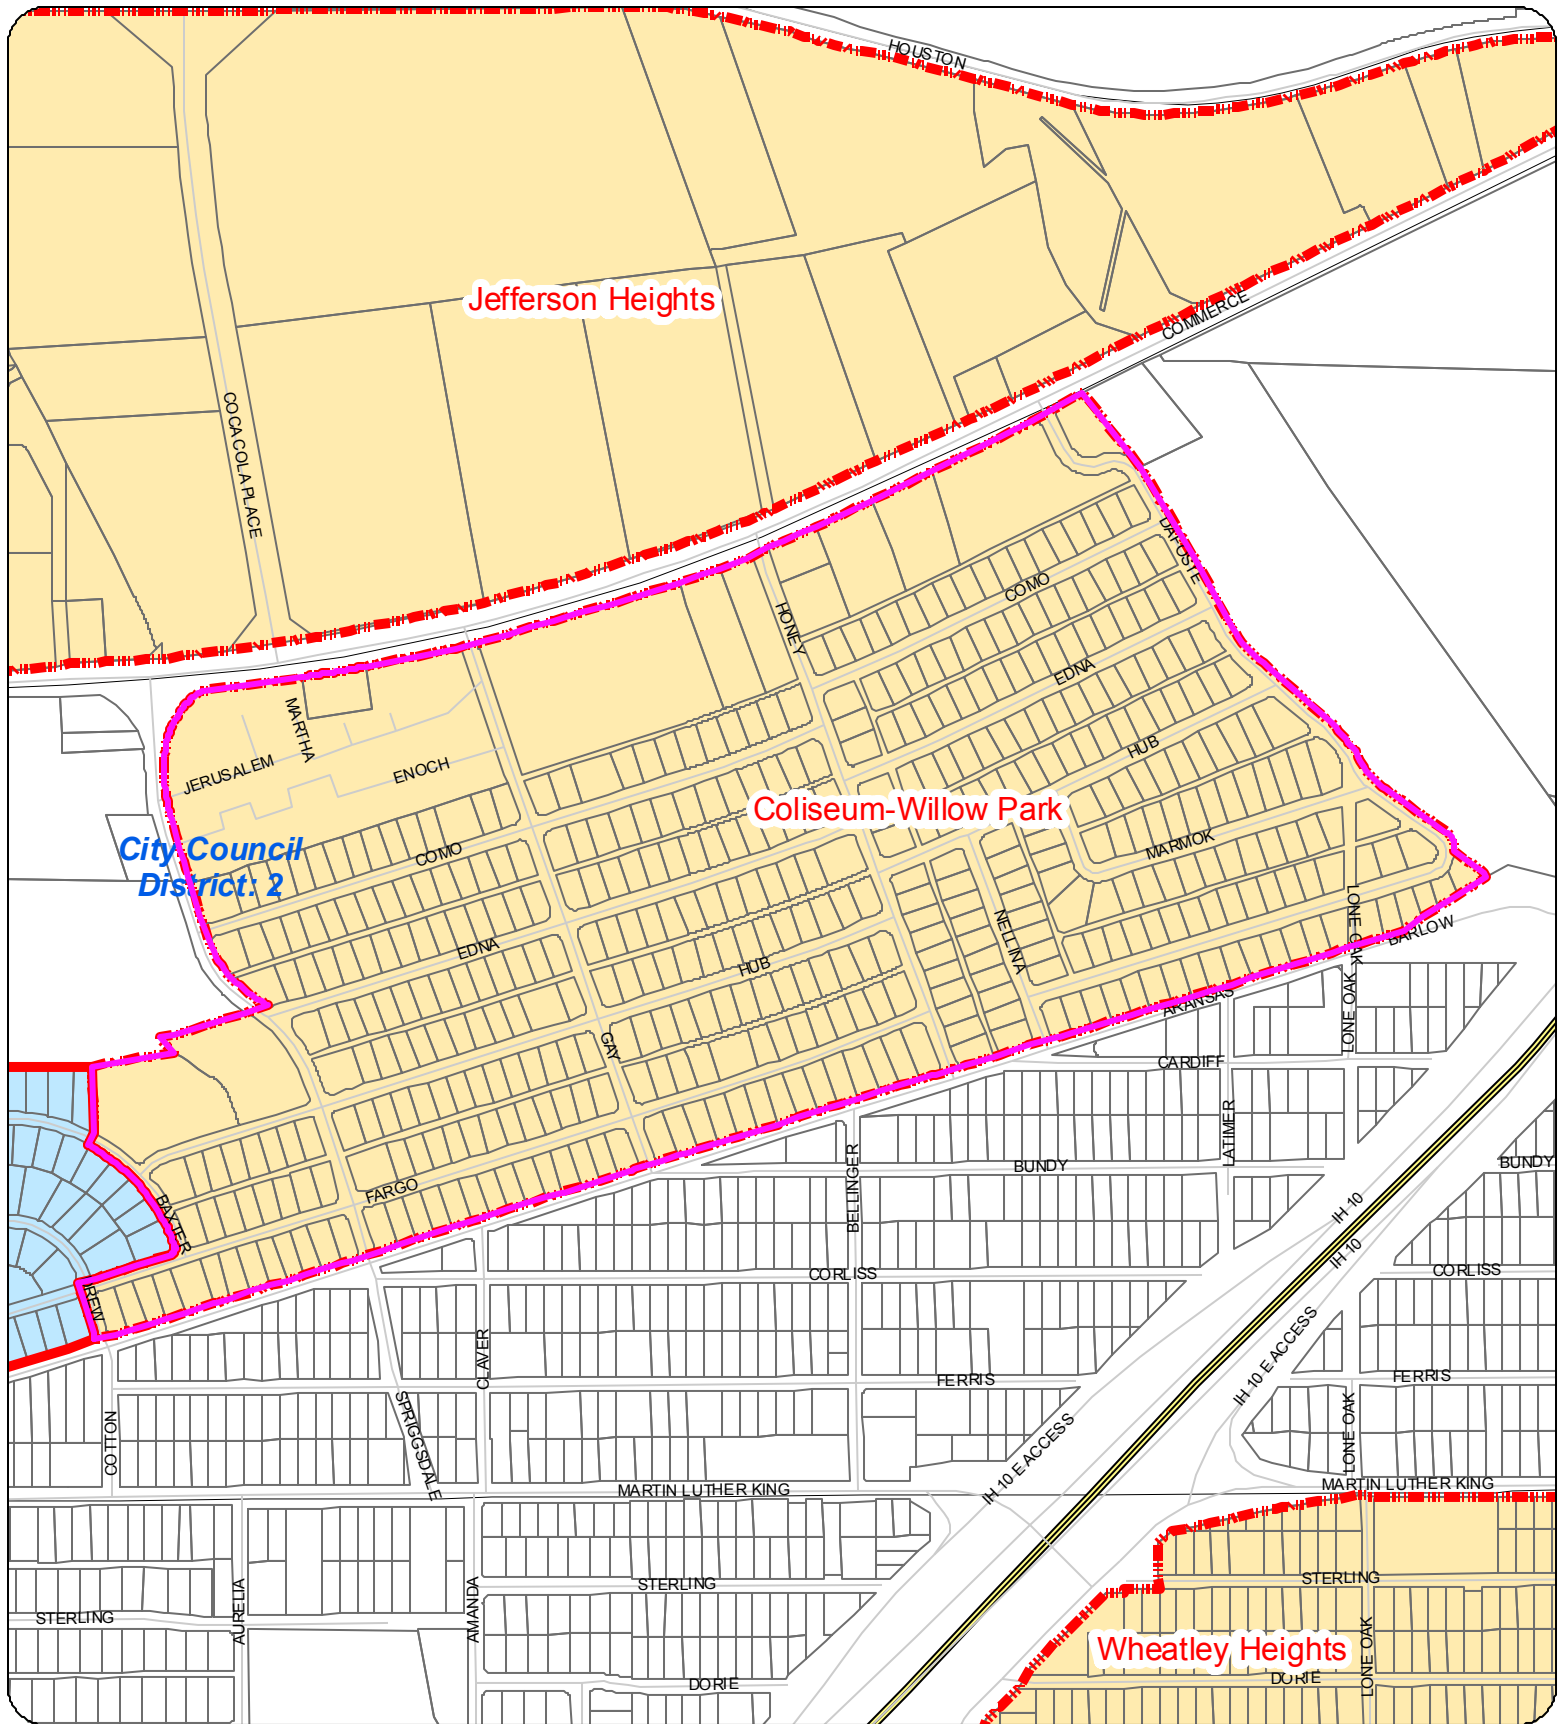 HOUSTON
Jefferson Heights
COMMERCE
COCA COLA PLACE
DAFOSTE
COMO
HONEY
EDNA
MARTHA
HUB
JERUSALEM
ENOCH
Coliseum-Willow Park
MARMOK
City Council
District: 2
COMO
LONE OAK
NELLINA
BARLOW
EDNA
HUB
ARANSAS
LONE OAK
GAY
CARDIFF
LATIMER
BELLINGER
BUNDY
BUNDY
FARGO
IH 10
BAXTER
IH 10
CORLISS
CORLISS
REW
IH 10 E ACCESS
CLAVER
FERRIS
FERRIS
SPRIGGSDALE
COTTON
LONE OAK
IH 10 E ACCESS
MARTIN LUTHER KING
MARTIN LUTHER KING
STERLING
STERLING
AURELIA
AMANDA
STERLING
LONE OAK
Wheatley Heights
DORIE
DORIE